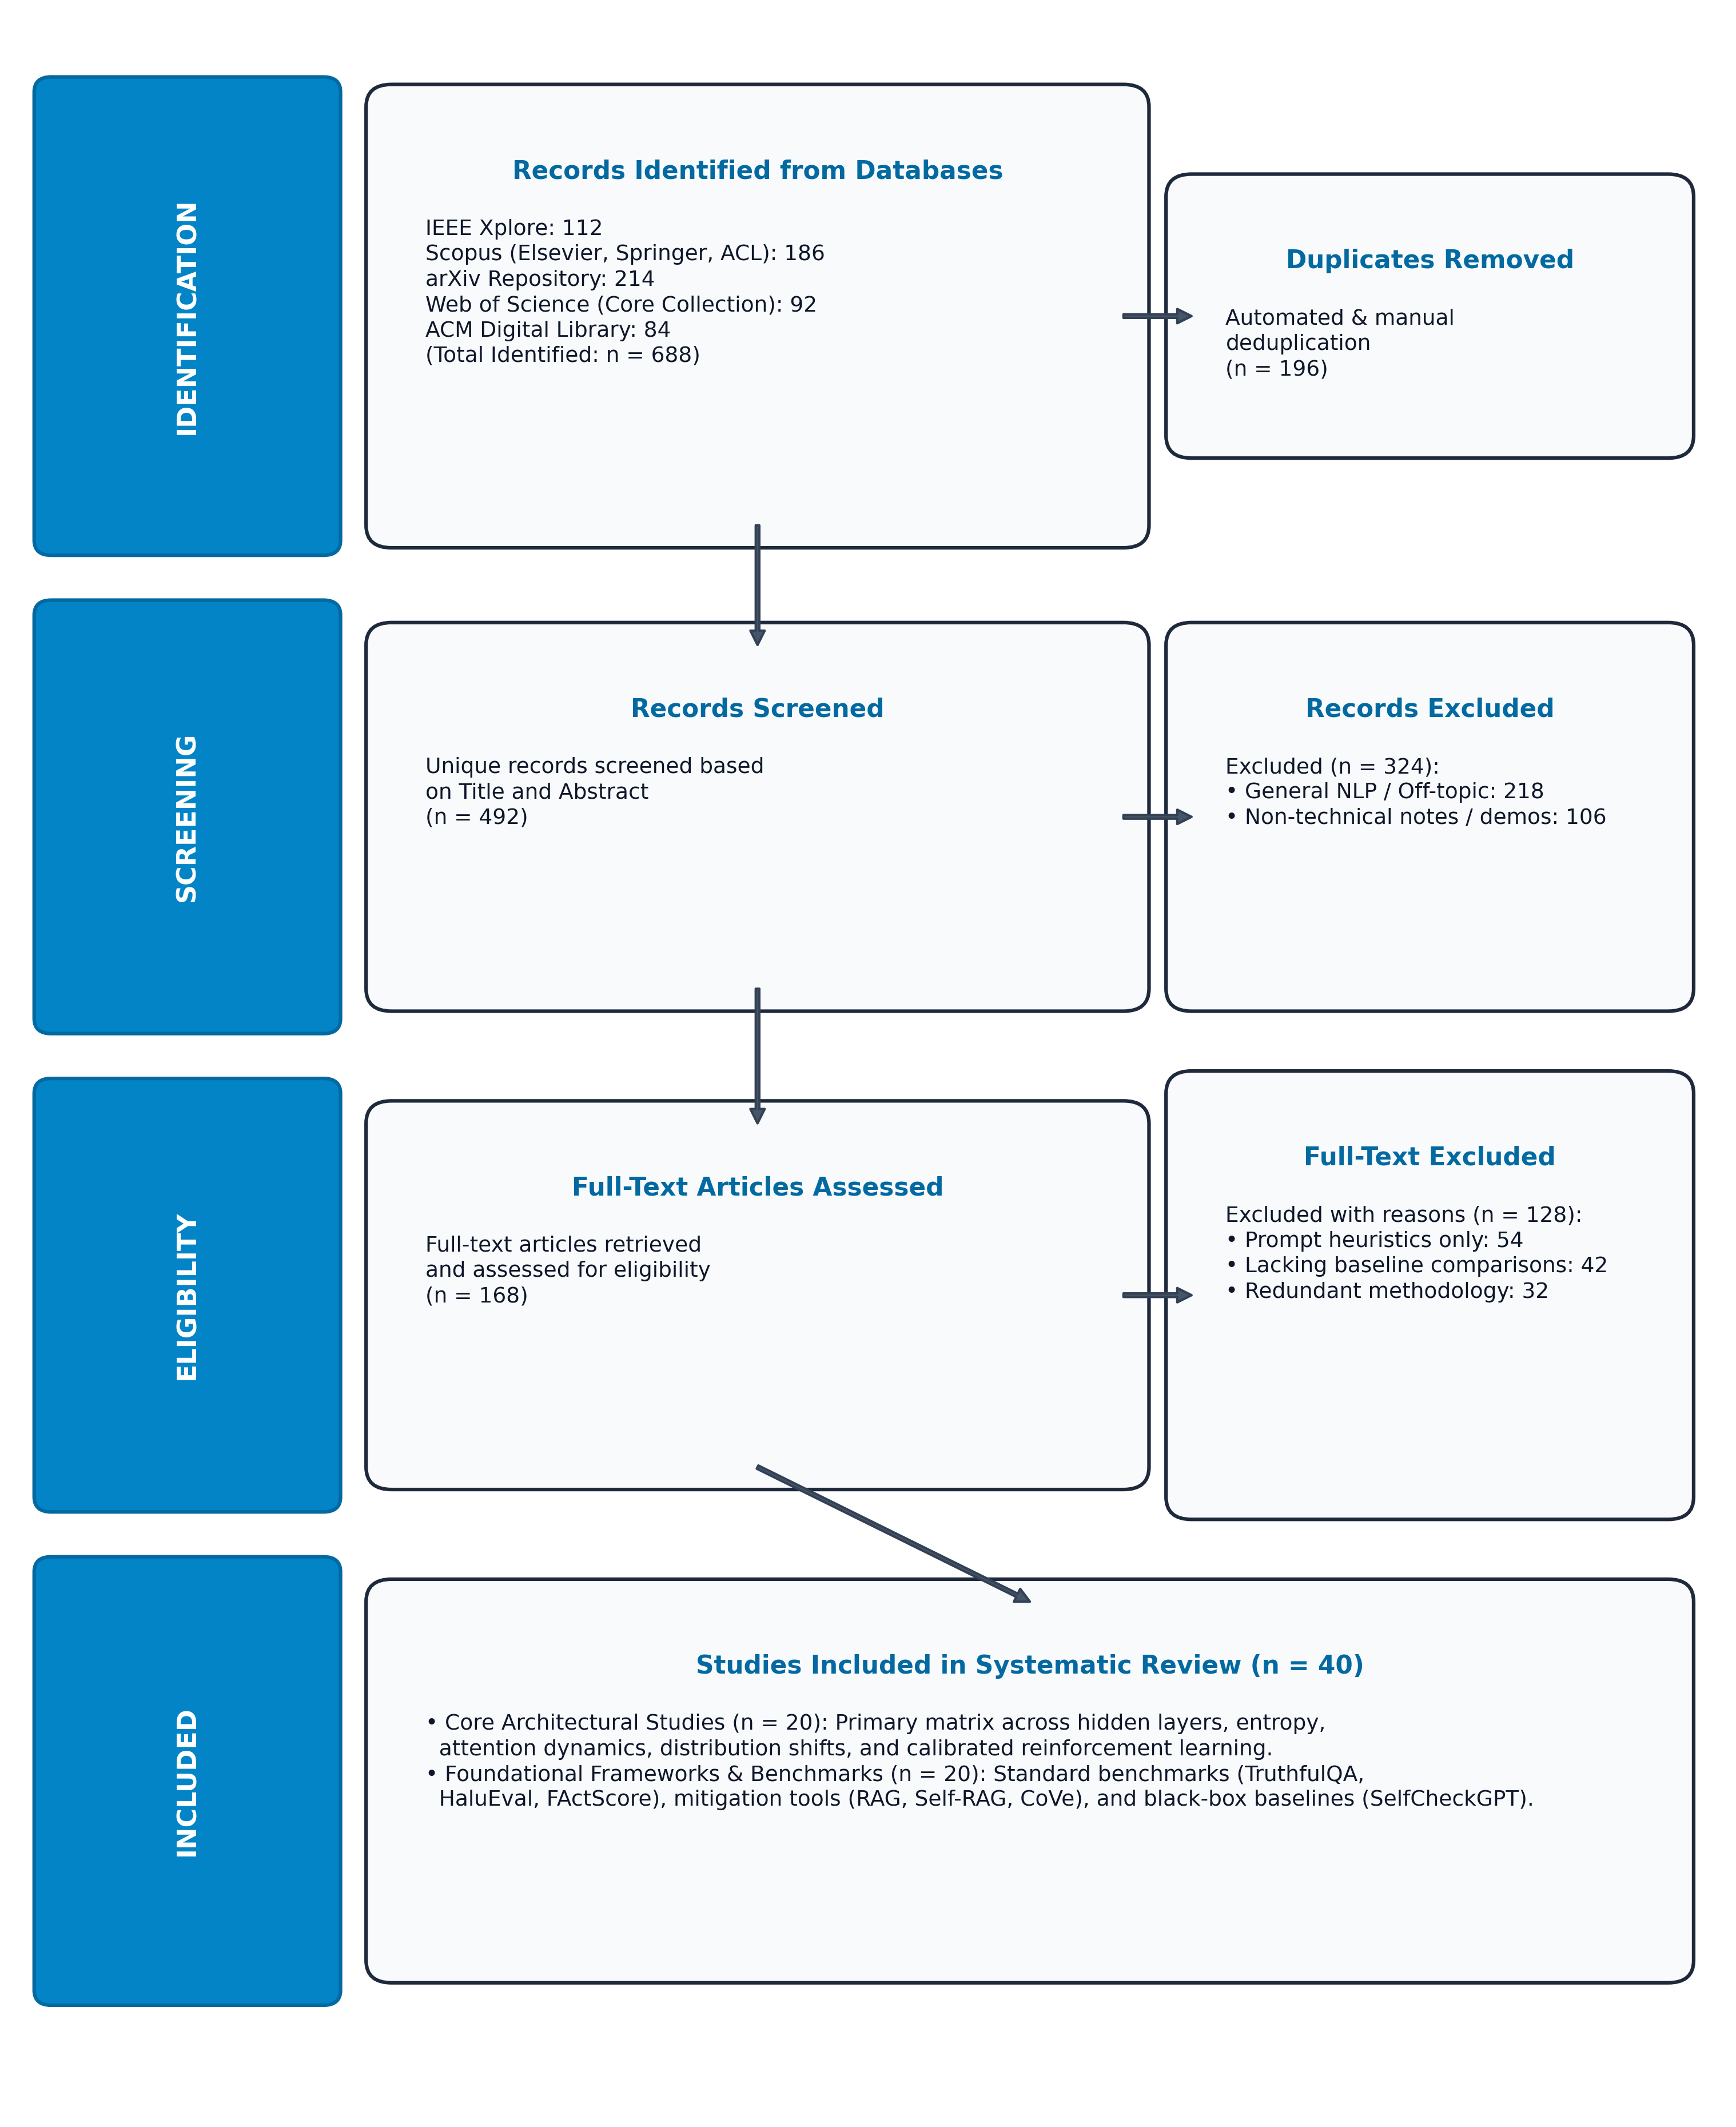 IDENTIFICATION
Records Identified from Databases
IEEE Xplore: 112
Scopus (Elsevier, Springer, ACL): 186
arXiv Repository: 214
Web of Science (Core Collection): 92
ACM Digital Library: 84
(Total Identified: n = 688)
Duplicates Removed
Automated & manual
deduplication
(n = 196)
SCREENING
Records Screened
Unique records screened based
on Title and Abstract
(n = 492)
Records Excluded
Excluded (n = 324):
• General NLP / Off-topic: 218
• Non-technical notes / demos: 106
ELIGIBILITY
Full-Text Articles Assessed
Full-text articles retrieved
and assessed for eligibility
(n = 168)
Full-Text Excluded
Excluded with reasons (n = 128):
• Prompt heuristics only: 54
• Lacking baseline comparisons: 42
• Redundant methodology: 32
INCLUDED
Studies Included in Systematic Review (n = 40)
• Core Architectural Studies (n = 20): Primary matrix across hidden layers, entropy,
attention dynamics, distribution shifts, and calibrated reinforcement learning.
• Foundational Frameworks & Benchmarks (n = 20): Standard benchmarks (TruthfulQA,
HaluEval, FActScore), mitigation tools (RAG, Self-RAG, CoVe), and black-box baselines (SelfCheckGPT).